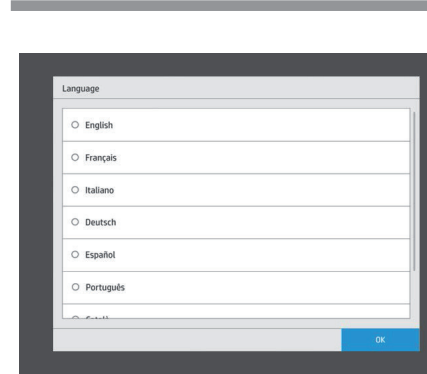 Language
English
Français
Italiano
Deutsch
Español
Português
OK